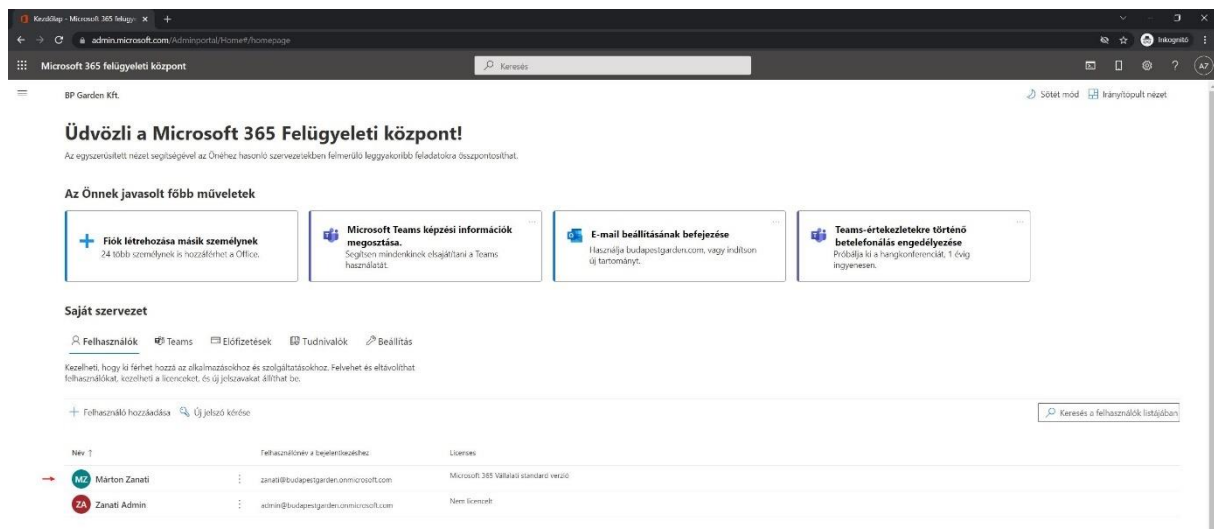 Kezdőlap - Microsoft 365 felügye
admin.microsoft.com/Adminportal/Home#/homepage
Inkognitó
Microsoft 365 felügyeleti központ
Keresés
AZ
BP Garden Kft.
Sötét mód
Irányítópult nézet
Üdvözli a Microsoft 365 Felügyeleti központ!
Az egyszerűsített nézet segítségével az Önéhez hasonló szervezetekben felmerülő leggyakoribb feladatokra összpontosíthat.
Az Önnek javasolt főbb műveletek
Fiók létrehozása másik személynek
24 több személynek is hozzáférhet a Office.
Microsoft Teams képzési információk
megosztása.
Segítsen mindenkinek elsajátítani a Teams
használatát.
E-mail beállításának befejezése
Használja budapestgarden.com, vagy indítson
új tartományt.
Teams-értekezletekre történő
betelefonálás engedélyezése
Próbálja ki a hangkonferenciát, 1 évig
ingyenesen.
Saját szervezet
Felhasználók
Teams
Előfizetések
Tudnivalók
Beállítás
Kezelheti, hogy ki férhet hozzá az alkalmazásokhoz és szolgáltatásokhoz. Felvehet és eltávolíthat
felhasználókat, kezelheti a licenceket, és új jelszavakat állíthat be.
Felhasználó hozzáadása
Új jelszó kérése
Keresés a felhasználók listájában
Név ↑
Felhasználónév a bejelentkezéshez
Licenses
MZ
Márton Zanati
zanati@budapestgarden.onmicrosoft.com
Microsoft 365 Vállalati standard verzió
ZA
Zanati Admin
admin@budapestgarden.onmicrosoft.com
Nem licencelt